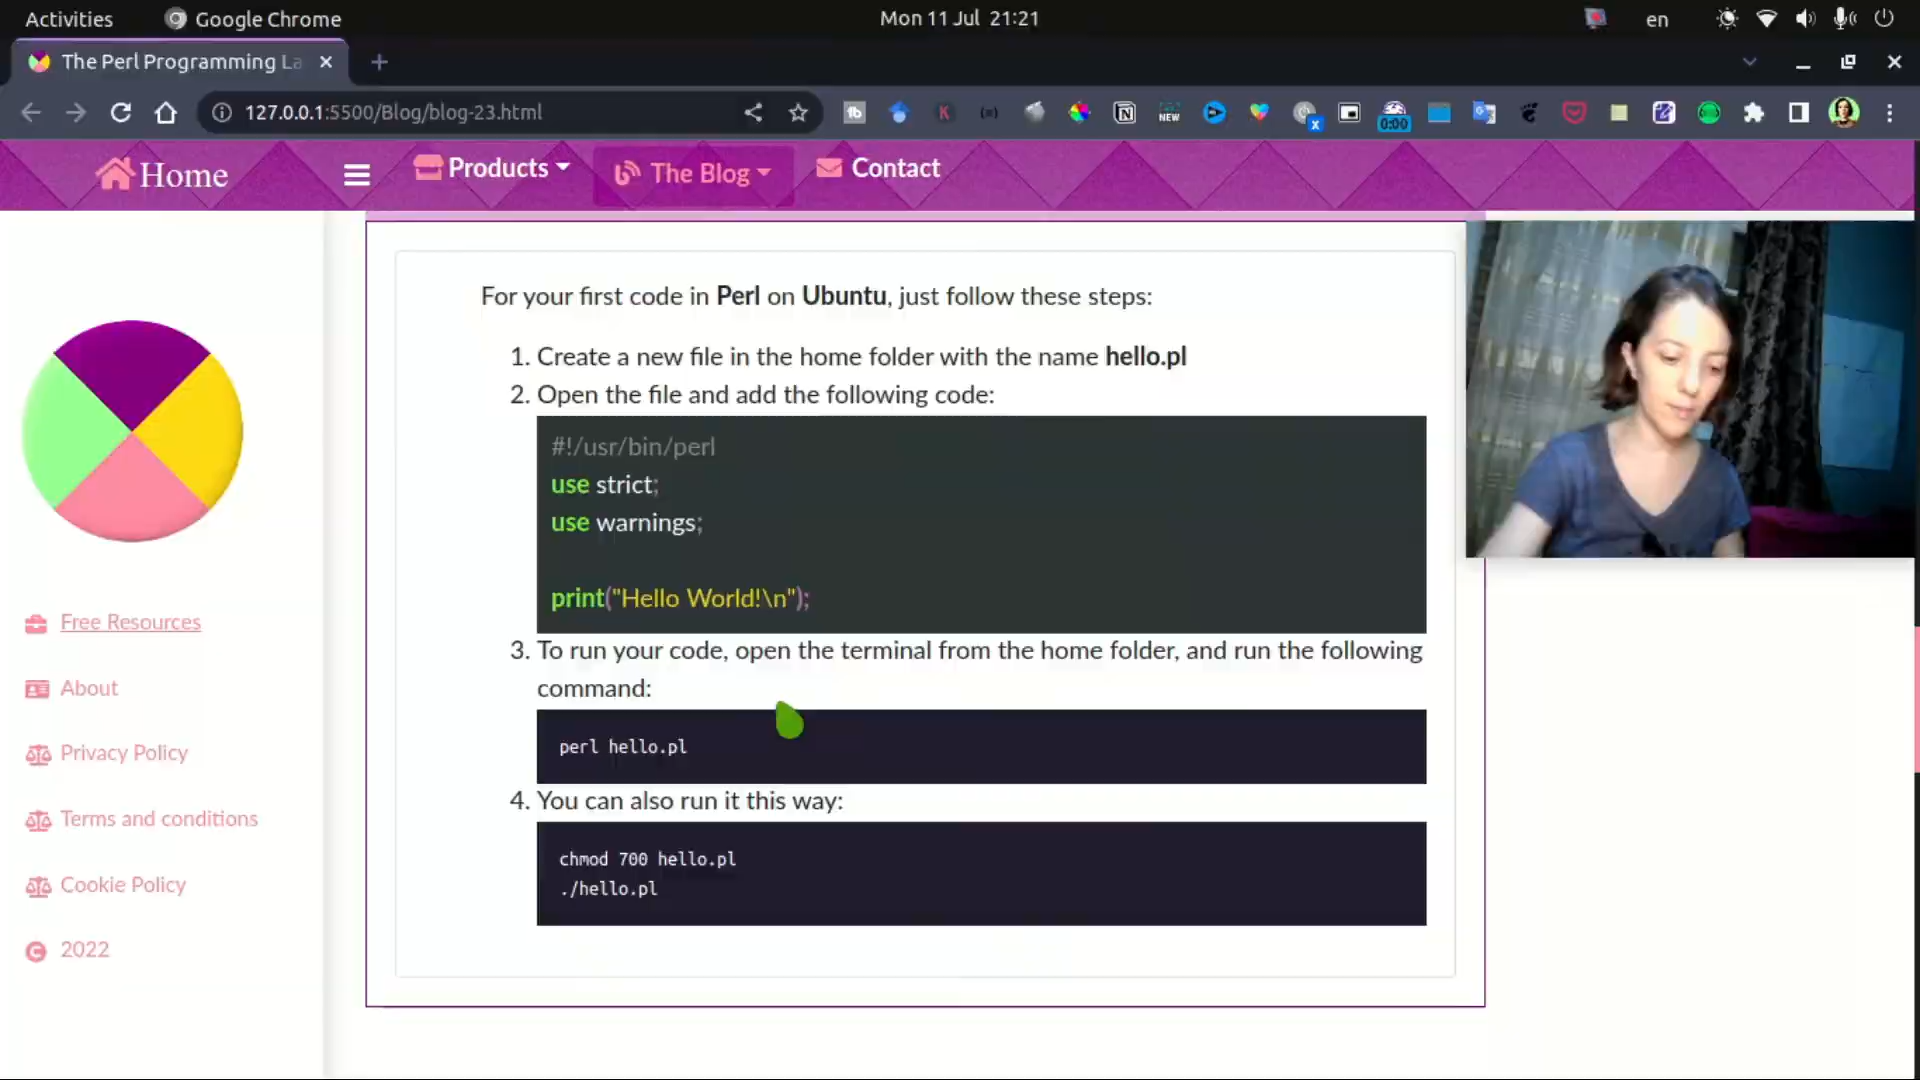 Activities
Google Chrome
Mon 11 Jul 21:21
en
The Perl Programming La
127.0.0.1:5500/Blog/blog-23.html
NEW
0:00
Home
Products
The Blog
Contact
For your first code in Perl on Ubuntu, just follow these steps:
1. Create a new file in the home folder with the name hello.pl
2. Open the file and add the following code:
#!/usr/bin/perl
use strict;
use warnings;
print("Hello World!\n");
3. To run your code, open the terminal from the home folder, and run the following
command:
perl hello.pl
4. You can also run it this way:
chmod 700 hello.pl
./hello.pl
Free Resources
About
Privacy Policy
Terms and conditions
Cookie Policy
2022